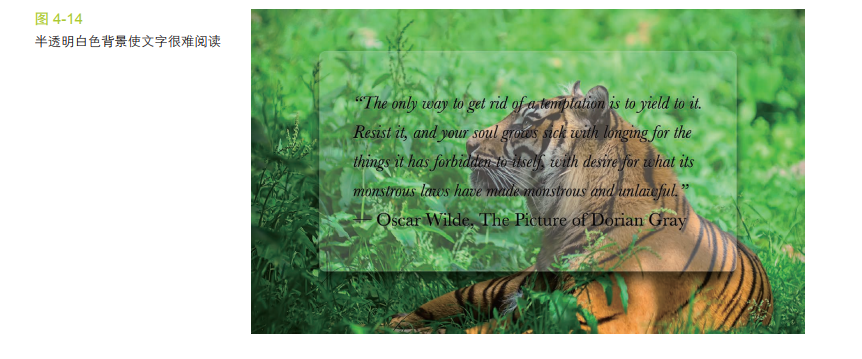 图 4-14
半透明白色背景使文字很难阅读
“The only way to get rid of a temptation is to yield to it.
Resist it, and your soul grows sick with longing for the
things it has forbidden to itself, with desire for what its
monstrous laws have made monstrous and unlawful.”
— Oscar Wilde, The Picture of Dorian Gray